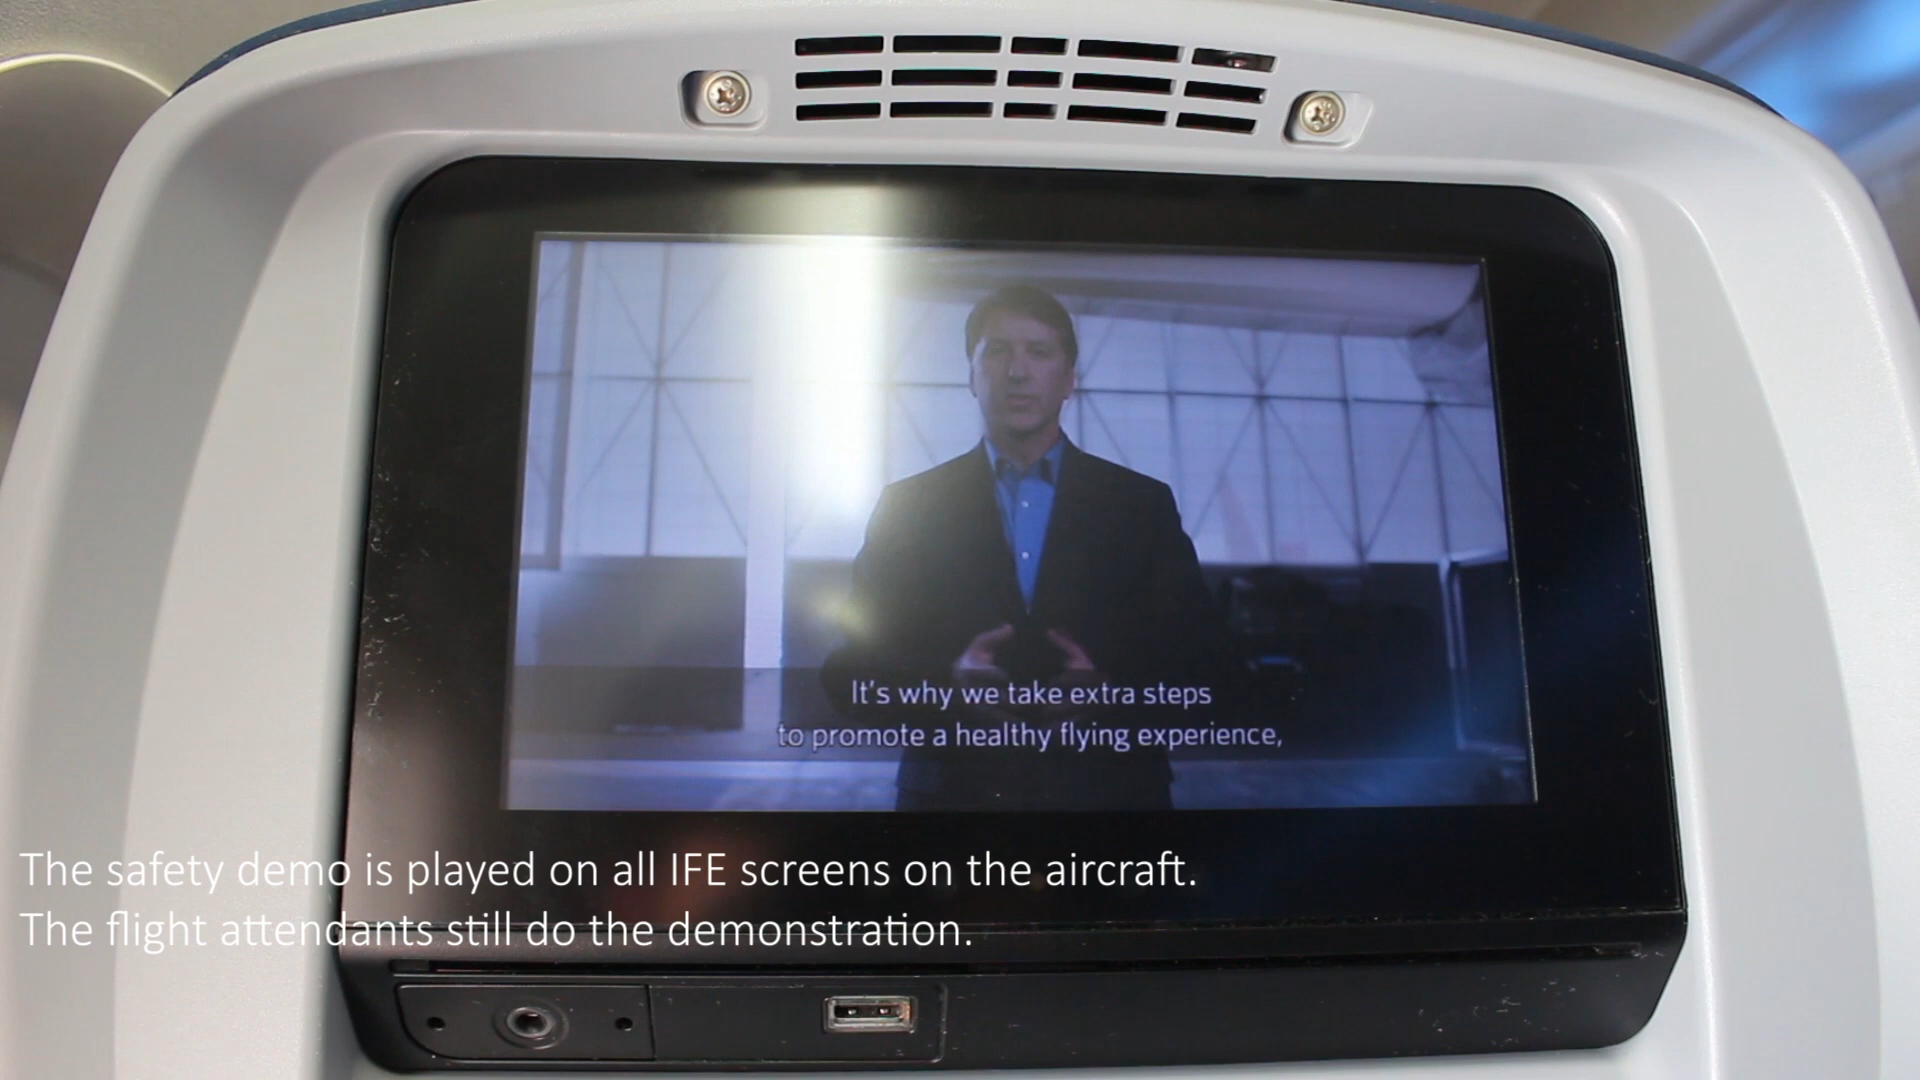 It's why we take extra steps
to promote a healthy flying experience,
The safety demo is played on all IFE screens on the aircraft.
The flight attendants still do the demonstration.